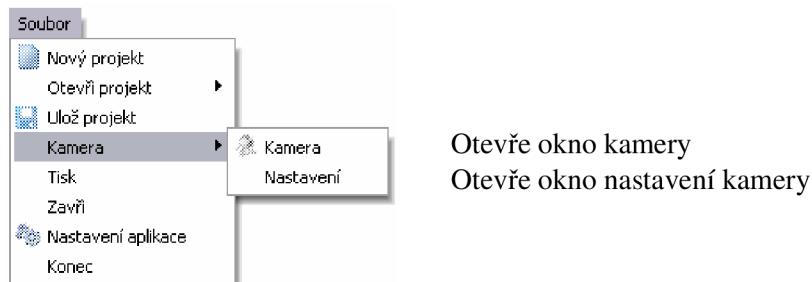 Soubor
Nový projekt
Otevři projekt
Ulož projekt
Kamera
Kamera
Otevře okno kamery
Tisk
Nastavení
Otevře okno nastavení kamery
Zavři
Nastavení aplikace
Konec